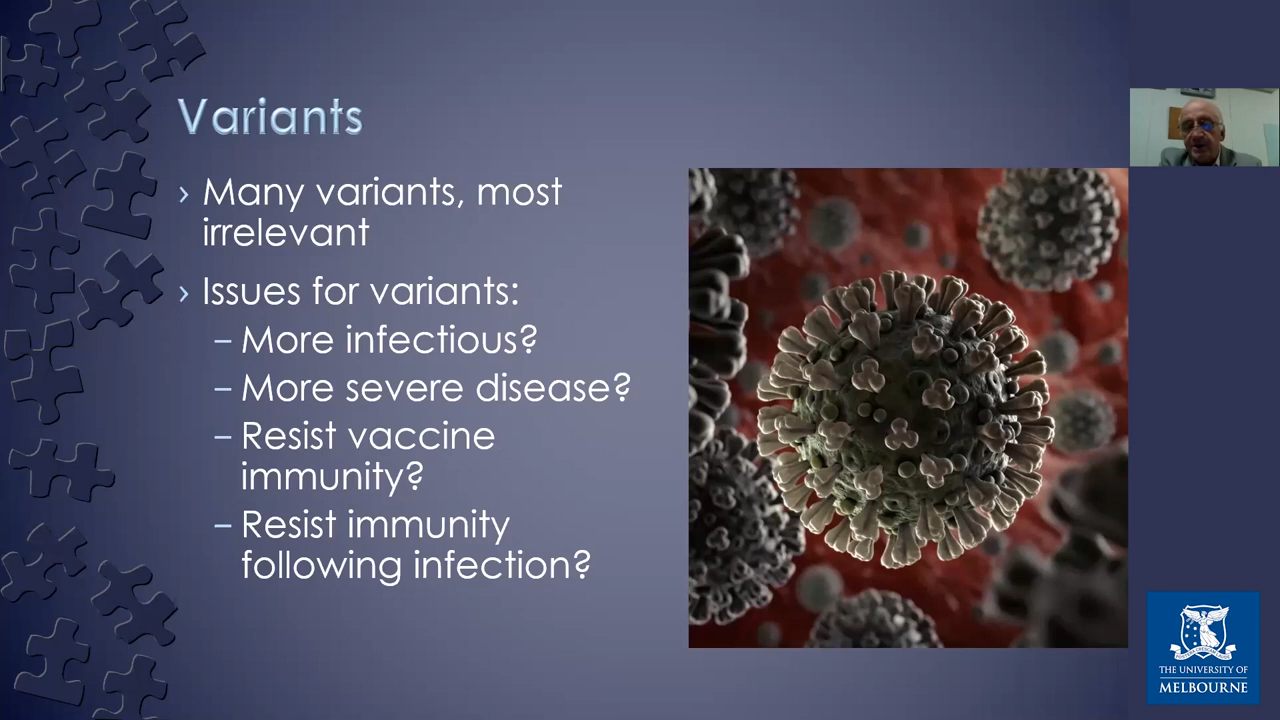 Variants
› Many variants, most
irrelevant
› Issues for variants:
– More infectious?
– More severe disease?
– Resist vaccine
immunity?
– Resist immunity
following infection?
THE UNIVERSITY OF
MELBOURNE